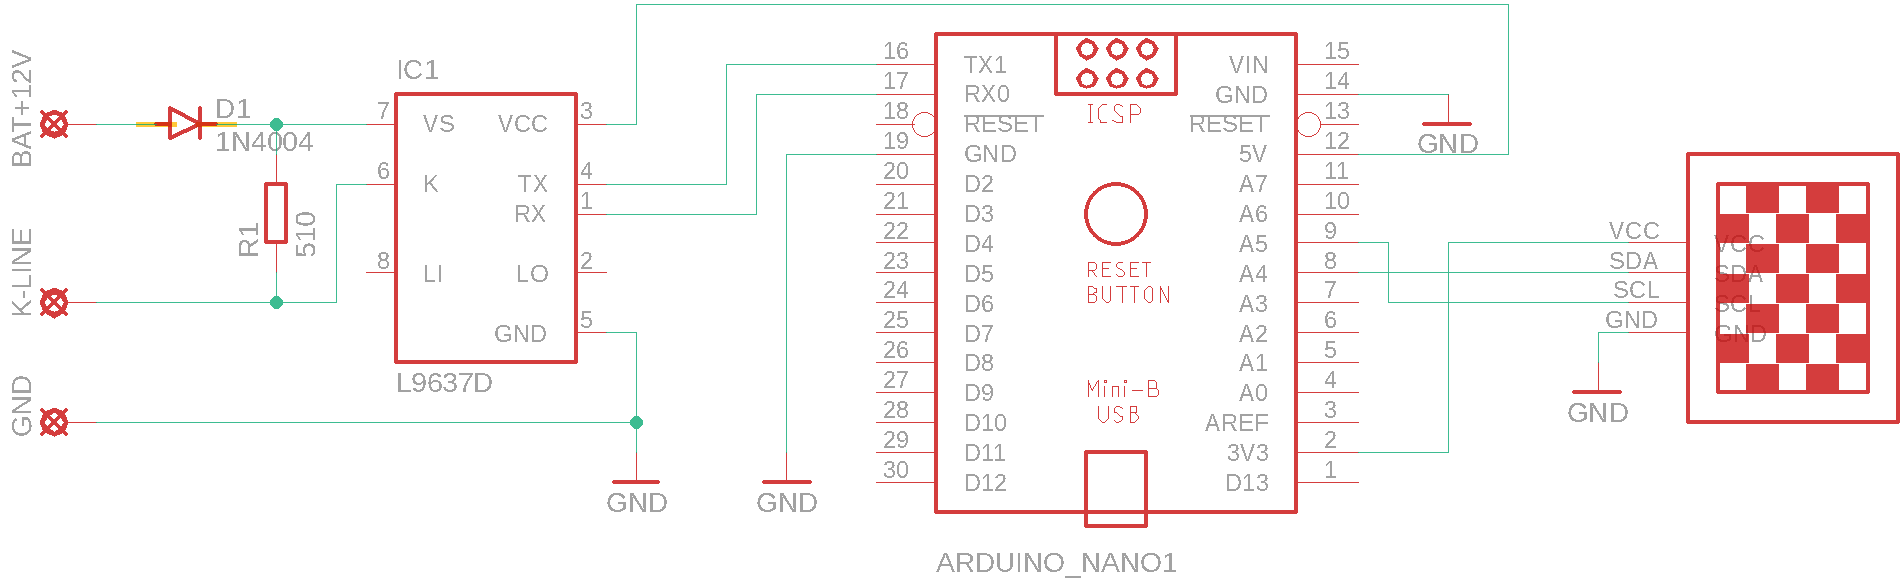 BAT+12V
K-LINE
GND
D1
1N4004
R1
510
IC1
7 VS VCC 3
6 K TX 4
RX 1
8 LI LO 2
GND 5
L9637D
GND
GND
16 TX1 VIN 15
17 RX0 GND 14
18 RESET RESET 13
19 GND 5V 12
20 D2 A7 11
21 D3 A6 10
22 D4 A5 9
23 D5 A4 8
24 D6 A3 7
25 D7 A2 6
26 D8 A1 5
27 D9 A0 4
28 D10 AREF 3
29 D11 3V3 2
30 D12 D13 1
ICSP
RESET
BUTTON
Mini-B
USB
ARDUINO_NANO1
GND
VCC VCC
SDA SDA
SCL SCL
GND GND
GND